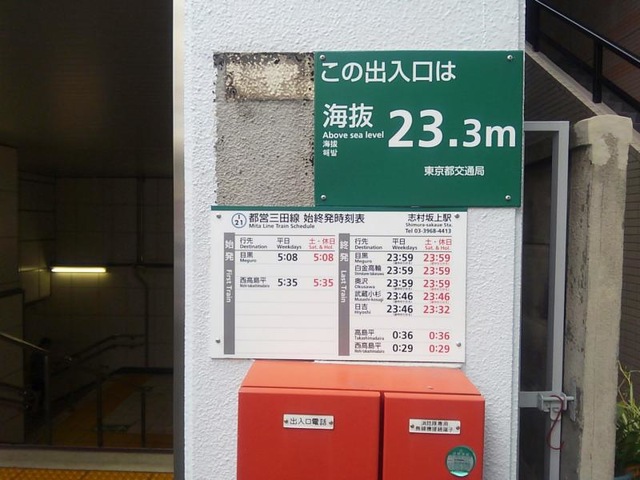 この出入口は
海抜 23.3m
Above sea level
海拔
해발
東京都交通局
I 21 都営三田線 始終発時刻表 志村坂上駅
Mita Line Train Schedule Shimura-sakaue Sta.
Tel 03-3968-4413
始発 First Train
行先 平日 土・休日
Destination Weekdays Sat. & Hol.
目黒 5:08 5:08
Meguro
西高島平 5:35 5:35
Nishi-takashimadaira
終発 Last Train
行先 平日 土・休日
Destination Weekdays Sat. & Hol.
目黒 23:59 23:59
Meguro
白金高輪 23:59 23:59
奥沢 23:59 23:59
Okusawa
武蔵小杉 23:46 23:46
Musashi-kosugi
日吉 23:46 23:32
Hiyoshi
高島平 0:36 0:36
Takashimadaira
西高島平 0:29 0:29
Nishi-takashimadaira
出入口電話
無線機接続端子